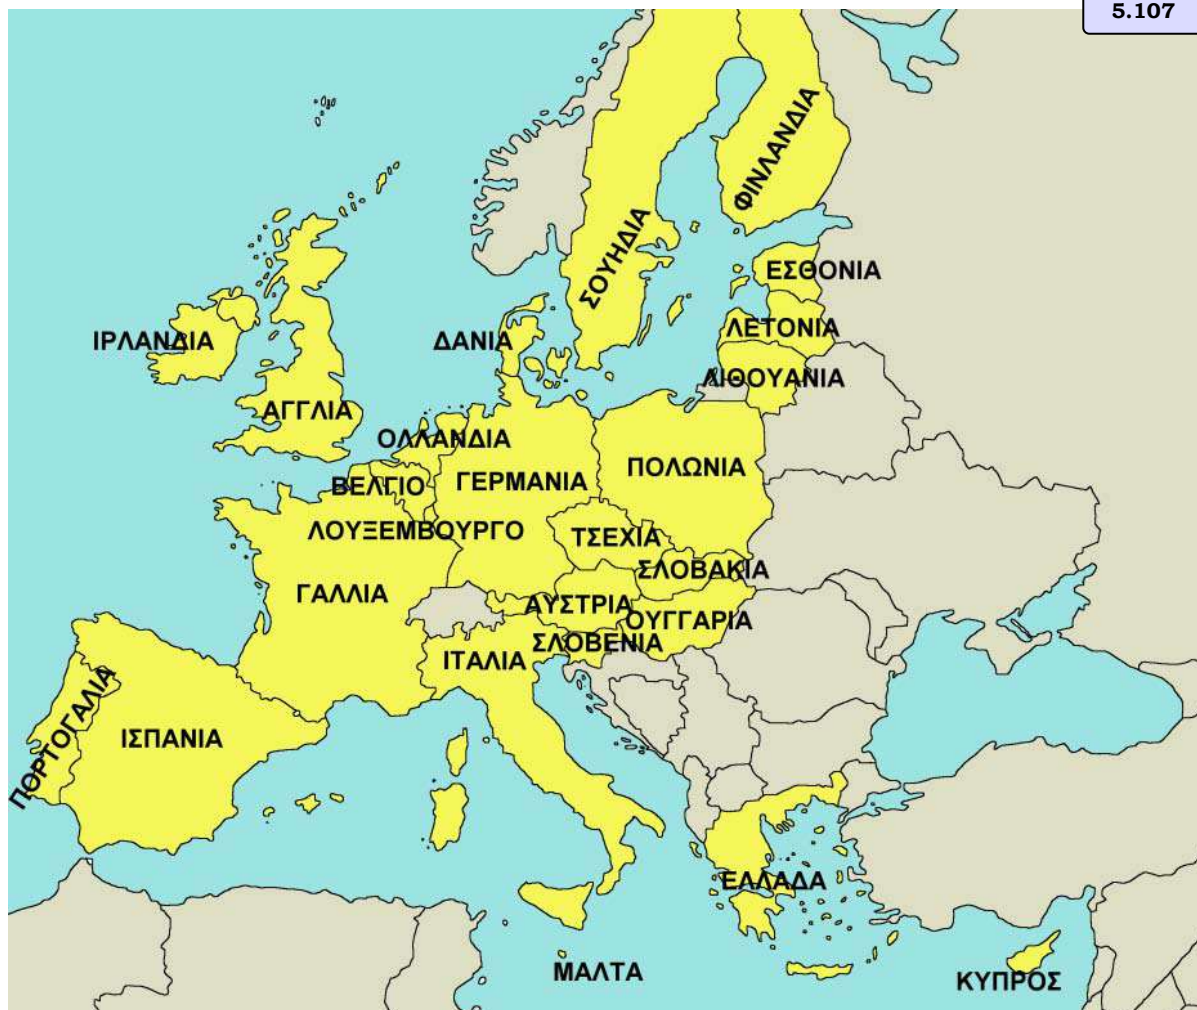 5.107
ΦΙΝΛΑΝΔΙΑ
ΣΟΥΗΔΙΑ
ΕΣΘΟΝΙΑ
ΛΕΤΟΝΙΑ
ΙΡΛΑΝΔΙΑ
ΔΑΝΙΑ
ΛΙΘΟΥΑΝΙΑ
ΑΓΓΛΙΑ
ΟΛΛΑΝΔΙΑ
ΠΟΛΩΝΙΑ
ΒΕΛΓΙΟ
ΓΕΡΜΑΝΙΑ
ΛΟΥΞΕΜΒΟΥΡΓΟ
ΤΣΕΧΙΑ
ΣΛΟΒΑΚΙΑ
ΓΑΛΛΙΑ
ΑΥΣΤΡΙΑ
ΟΥΓΓΑΡΙΑ
ΣΛΟΒΕΝΙΑ
ΙΤΑΛΙΑ
ΠΟΡΤΟΓΑΛΙΑ
ΙΣΠΑΝΙΑ
ΕΛΛΑΔΑ
ΜΑΛΤΑ
ΚΥΠΡΟΣ